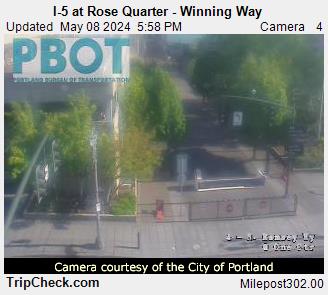 I-5 at Rose Quarter - Winning Way
Updated May 08 2024 5:58 PM Camera 4
PBOT
PORTLAND BUREAU OF TRANSPORTATION
Camera courtesy of the City of Portland
TripCheck.com Milepost302.00